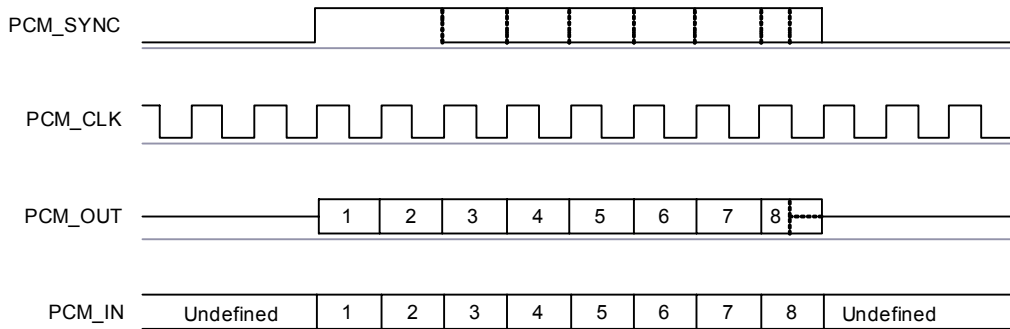 PCM_SYNC
PCM_CLK
PCM_OUT 1 2 3 4 5 6 7 8
PCM_IN Undefined 1 2 3 4 5 6 7 8 Undefined